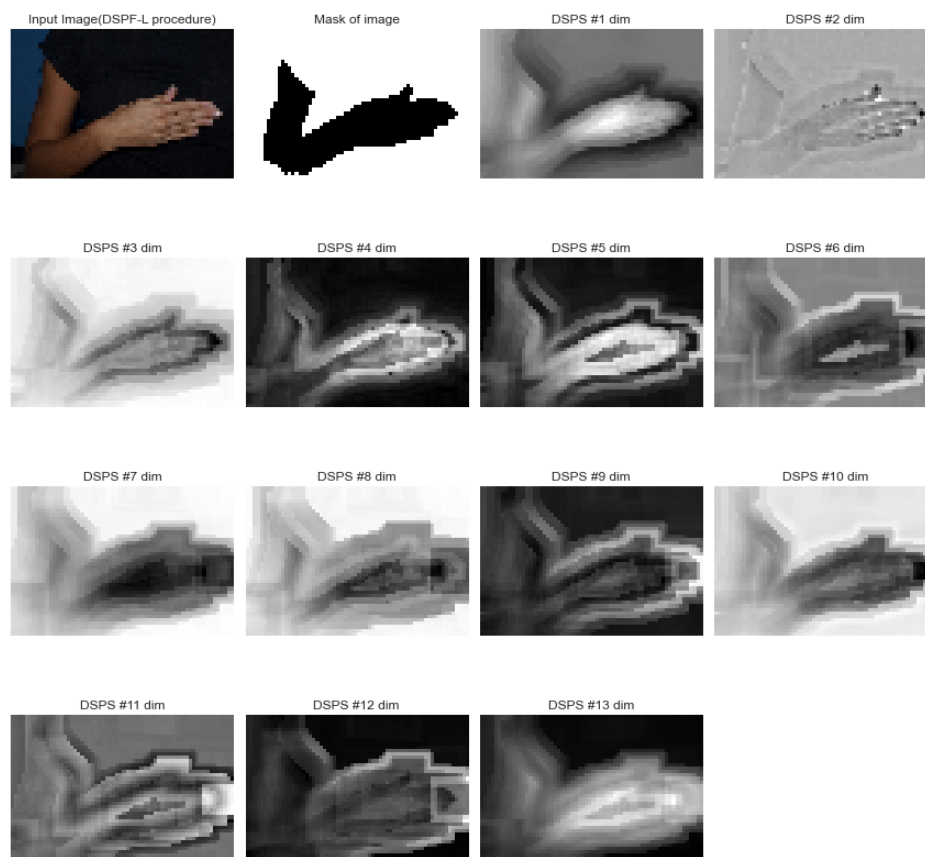 Input Image(DSPF-L procedure)
Mask of image
DSPS #1 dim
DSPS #2 dim
DSPS #3 dim
DSPS #4 dim
DSPS #5 dim
DSPS #6 dim
DSPS #7 dim
DSPS #8 dim
DSPS #9 dim
DSPS #10 dim
DSPS #11 dim
DSPS #12 dim
DSPS #13 dim